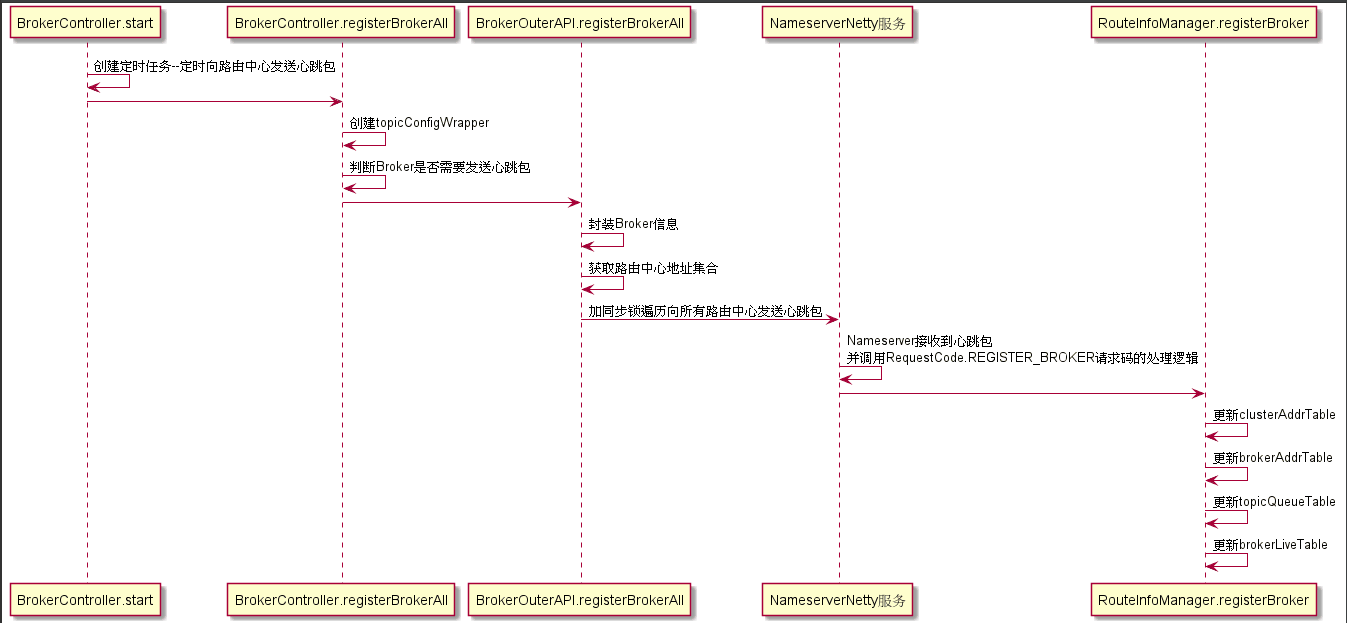 BrokerController.start
BrokerController.registerBrokerAll
BrokerOuterAPI.registerBrokerAll
NameserverNetty服务
RouteInfoManager.registerBroker
创建定时任务--定时向路由中心发送心跳包
创建topicConfigWrapper
判断Broker是否需要发送心跳包
封装Broker信息
获取路由中心地址集合
加同步锁遍历向所有路由中心发送心跳包
Nameserver接收到心跳包
并调用RequestCode.REGISTER_BROKER请求码的处理逻辑
更新clusterAddrTable
更新brokerAddrTable
更新topicQueueTable
更新brokerLiveTable
BrokerController.start
BrokerController.registerBrokerAll
BrokerOuterAPI.registerBrokerAll
NameserverNetty服务
RouteInfoManager.registerBroker